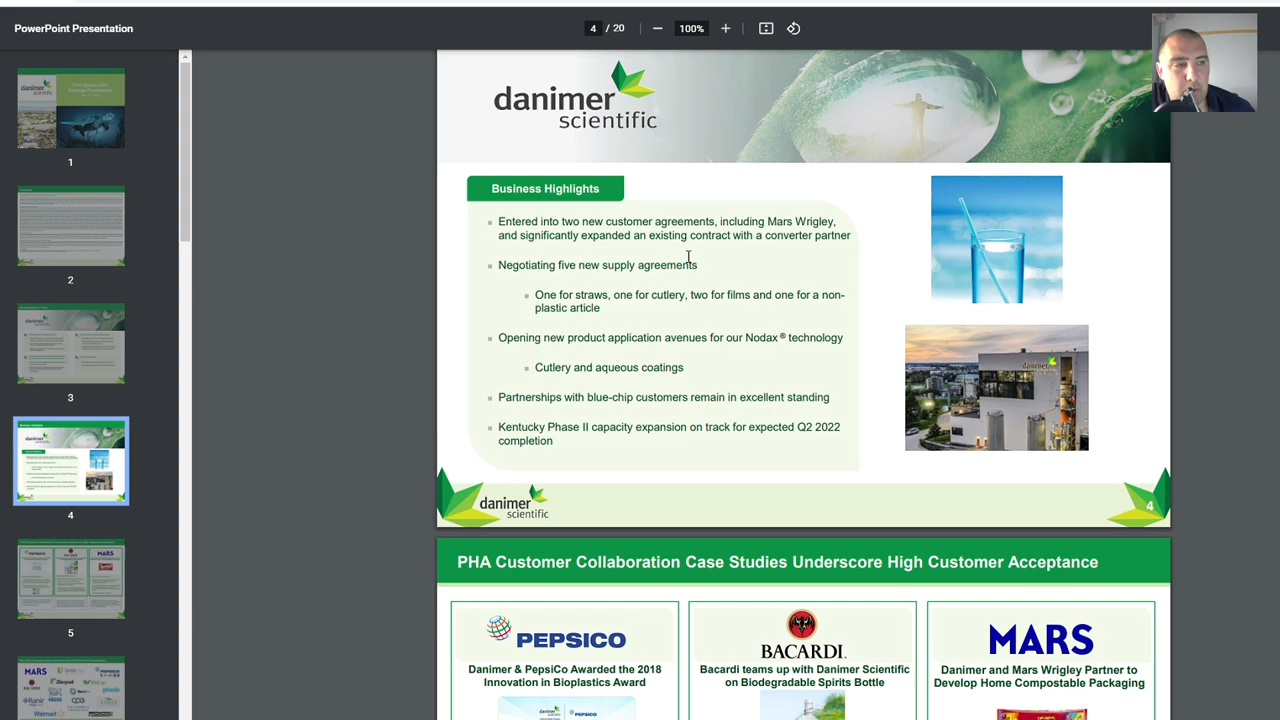 PowerPoint Presentation
4 / 20
100%
1
2
3
4
5
danimer
scientific
Business Highlights
Entered into two new customer agreements, including Mars Wrigley,
and significantly expanded an existing contract with a converter partner
Negotiating five new supply agreements
One for straws, one for cutlery, two for films and one for a non-
plastic article
Opening new product application avenues for our Nodax ® technology
Cutlery and aqueous coatings
Partnerships with blue-chip customers remain in excellent standing
Kentucky Phase II capacity expansion on track for expected Q2 2022
completion
danimer
scientific
4
PHA Customer Collaboration Case Studies Underscore High Customer Acceptance
PEPSICO
Danimer & PepsiCo Awarded the 2018
Innovation in Bioplastics Award
danimer
PEPSICO
BACARDI.
Bacardi teams up with Danimer Scientific
on Biodegradable Spirits Bottle
MARS
Danimer and Mars Wrigley Partner to
Develop Home Compostable Packaging